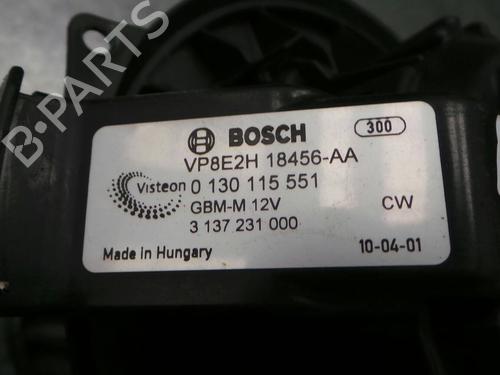 B-PARTS
BOSCH
300
VP8E2H 18456-AA
Visteon
0 130 115 551
GBM-M 12V
CW
3 137 231 000
Made in Hungary
10-04-01